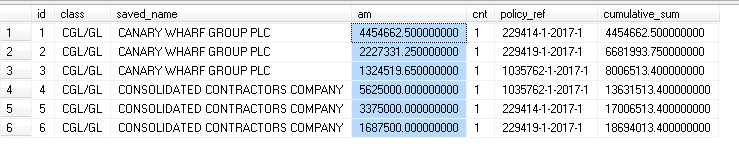 id class saved_name am cnt policy_ref cumulative_sum
1 1 CGL/GL CANARY WHARF GROUP PLC 4454662.500000000 1 229414-1-2017-1 4454662.500000000
2 2 CGL/GL CANARY WHARF GROUP PLC 2227331.250000000 1 229419-1-2017-1 6681993.750000000
3 3 CGL/GL CANARY WHARF GROUP PLC 1324519.650000000 1 1035762-1-2017-1 8006513.400000000
4 4 CGL/GL CONSOLIDATED CONTRACTORS COMPANY 5625000.000000000 1 1035762-1-2017-1 13631513.400000000
5 5 CGL/GL CONSOLIDATED CONTRACTORS COMPANY 3375000.000000000 1 229414-1-2017-1 17006513.400000000
6 6 CGL/GL CONSOLIDATED CONTRACTORS COMPANY 1687500.000000000 1 229419-1-2017-1 18694013.400000000